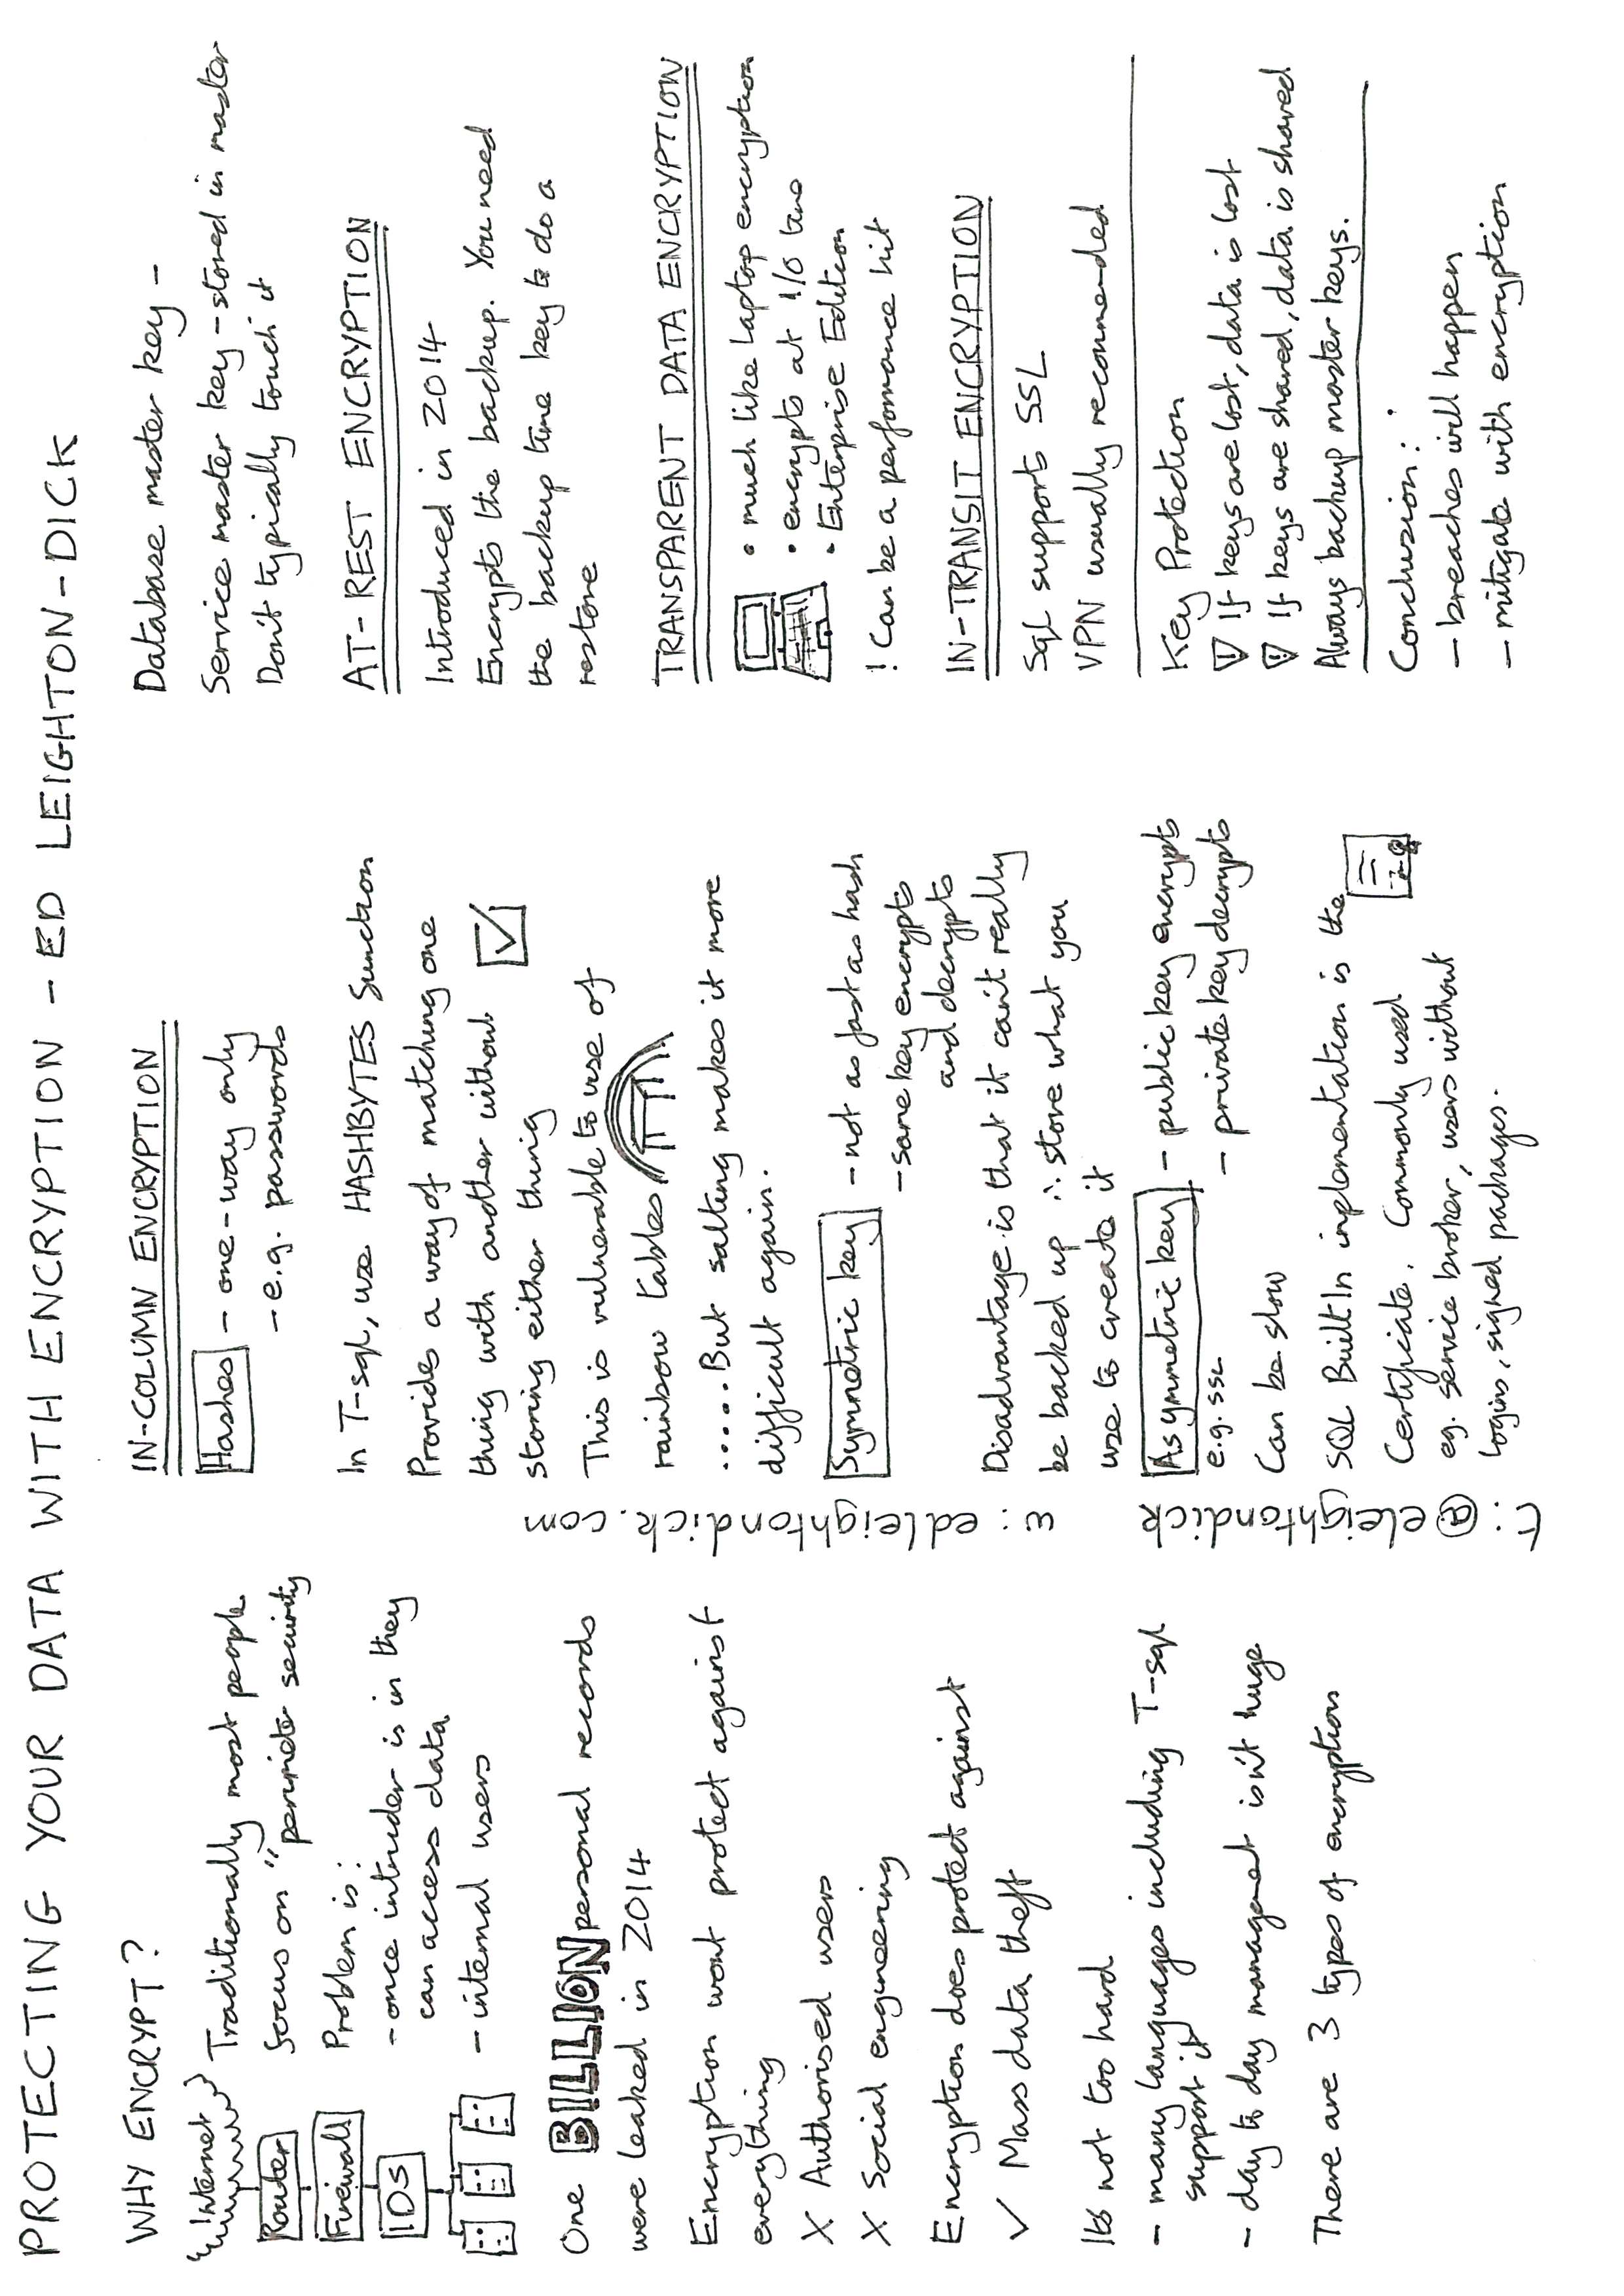 PROTECTING YOUR DATA WITH ENCRYPTION - ED LEIGHTON-DICK
WHY ENCRYPT?
Internet
Router
Firewall
IDS
Traditionally most people
focus on "perimeter security
Problem is:
- once intruder is in they
can access data
- internal users
One BILLION personal records
were leaked in 2014
Encryption wont protect against
everything
X Authorised users
X Social engineering
Encryption does protect against
✓ Mass data theft
Its not too hard
- many languages including T-sql
support it
- day to day managemet isn't huge
There are 3 types of encryption
w: edleightondick.com
t: @eleightondick
IN-COLUMN ENCRYPTION
Hashes - one-way only
- e.g. passwords
In T-sql, use HASHBYTES function
Provides a way of matching one
thing with another without
storing either thing
This is vulnerable to use of
rainbow tables
.....But salting makes it more
difficult again.
Symmetric key - not as fast as hash
- same key encrypts
and decrypts
Disadvantage is that it can't really
be backed up ∴ store what you
use to create it
Asymmetric key - public key encrypts
- private key decrypts
e.g. SSL
Can be slow
SQL Built In implementation is the
Certificate. Commonly used
eg. service broker, users without
logins, signed packages.
Database master key -
Service master key - stored in master
Don't typically touch it
AT-REST ENCRYPTION
Introduced in 2014
Encrypts the backup. You need
the backup time key to do a
restore
TRANSPARENT DATA ENCRYPTION
• much like laptop encryption
• encrypts at I/O time
• Enterprise Edition
! Can be a performance hit
IN-TRANSIT ENCRYPTION
Sql supports SSL
VPN usually recommended
Key Protection
! If keys are lost, data is lost
! If keys are shared, data is shared
Always backup master keys.
Conclusion:
- breaches will happen
- mitigate with encryption